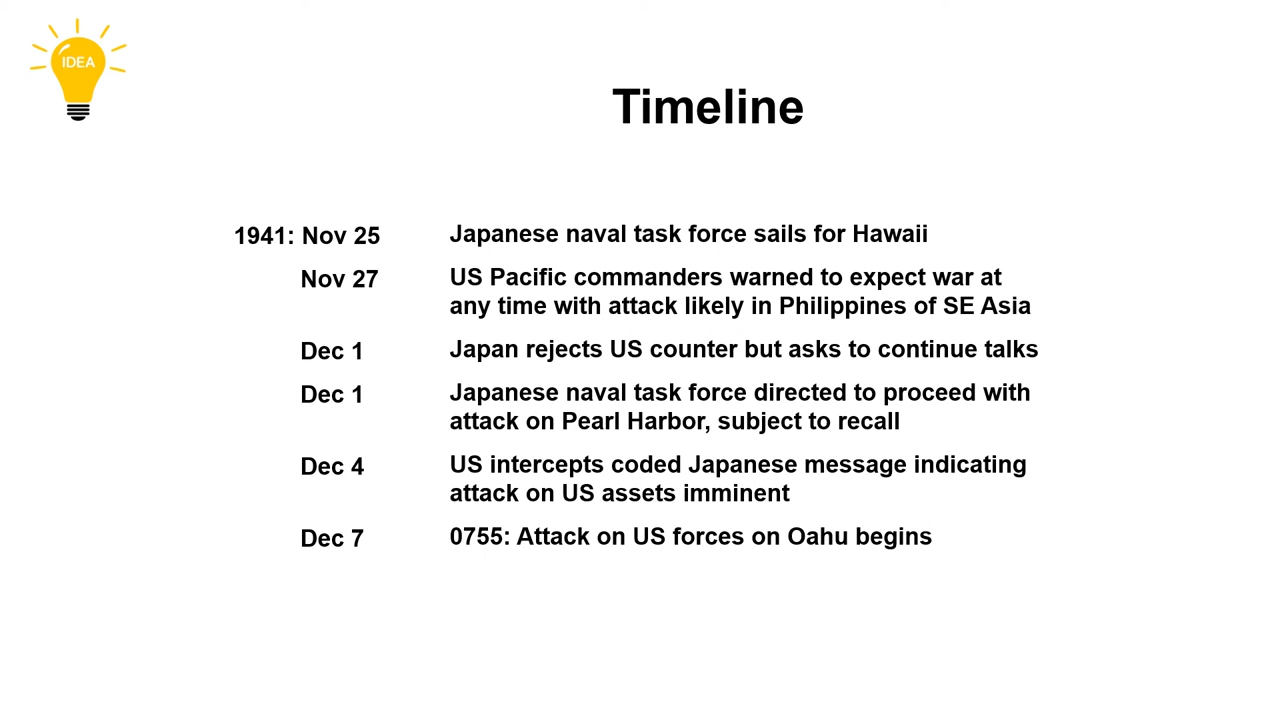 IDEA
Timeline
1941: Nov 25 Japanese naval task force sails for Hawaii
Nov 27 US Pacific commanders warned to expect war at
any time with attack likely in Philippines of SE Asia
Dec 1 Japan rejects US counter but asks to continue talks
Dec 1 Japanese naval task force directed to proceed with
attack on Pearl Harbor, subject to recall
Dec 4 US intercepts coded Japanese message indicating
attack on US assets imminent
Dec 7 0755: Attack on US forces on Oahu begins